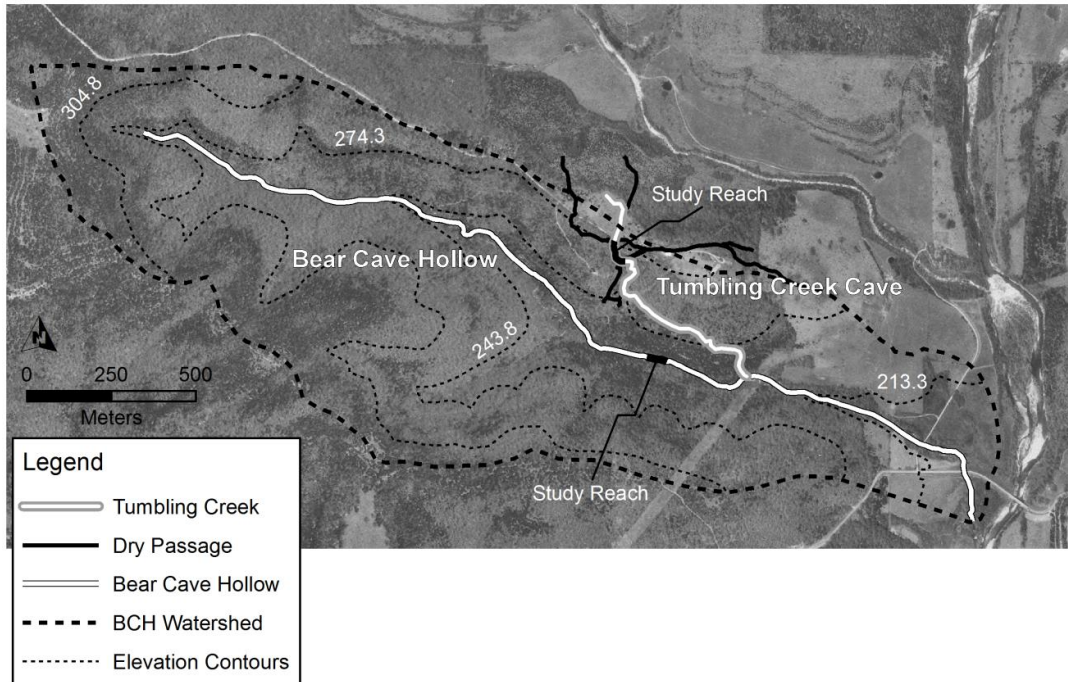 304.8
274.3
Study Reach
Bear Cave Hollow
Tumbling Creek Cave
243.8
N
0 250 500
Meters
213.3
Study Reach
Legend
Tumbling Creek
Dry Passage
Bear Cave Hollow
BCH Watershed
Elevation Contours